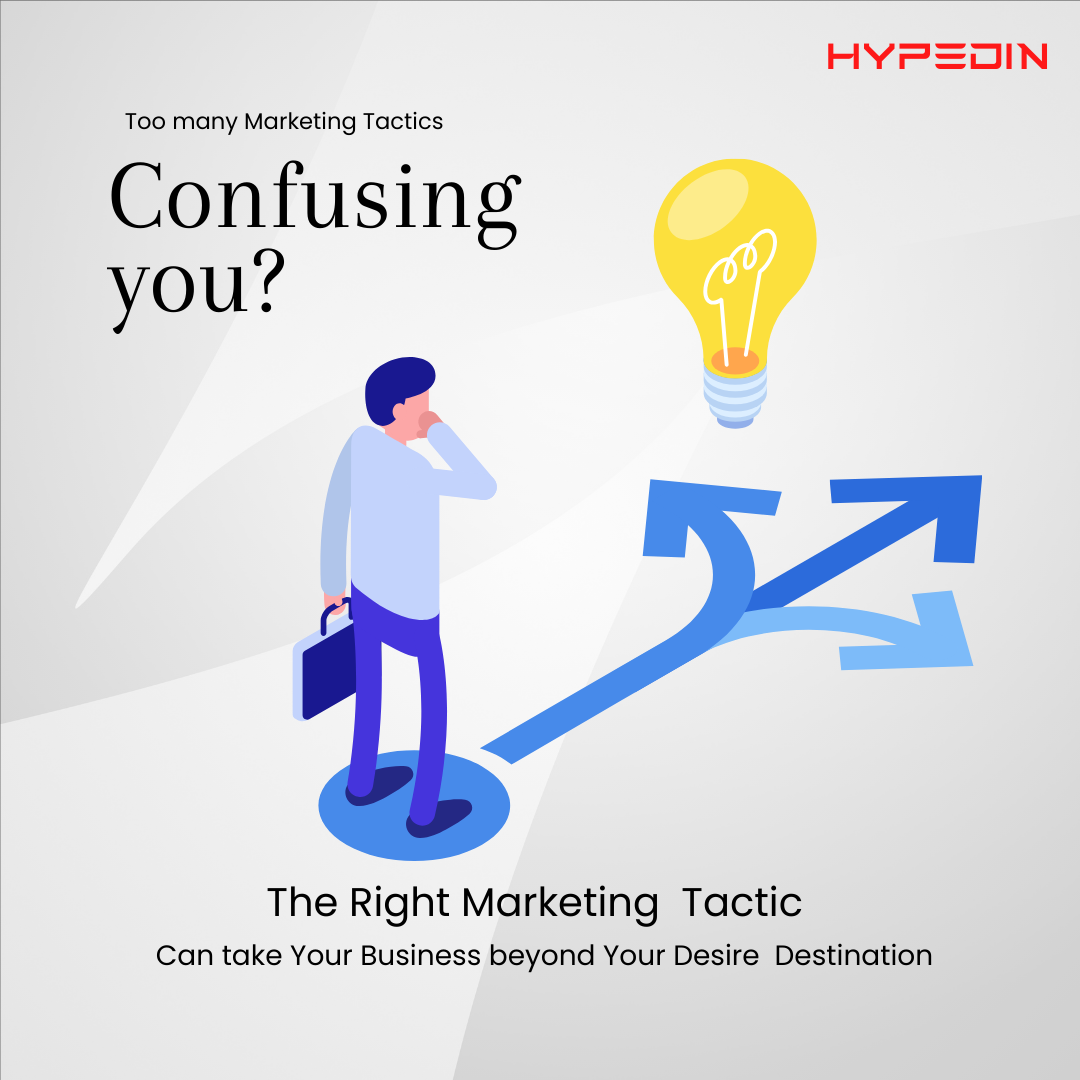 HYPEDIN
Too many Marketing Tactics
Confusing
you?
The Right Marketing Tactic
Can take Your Business beyond Your Desire Destination